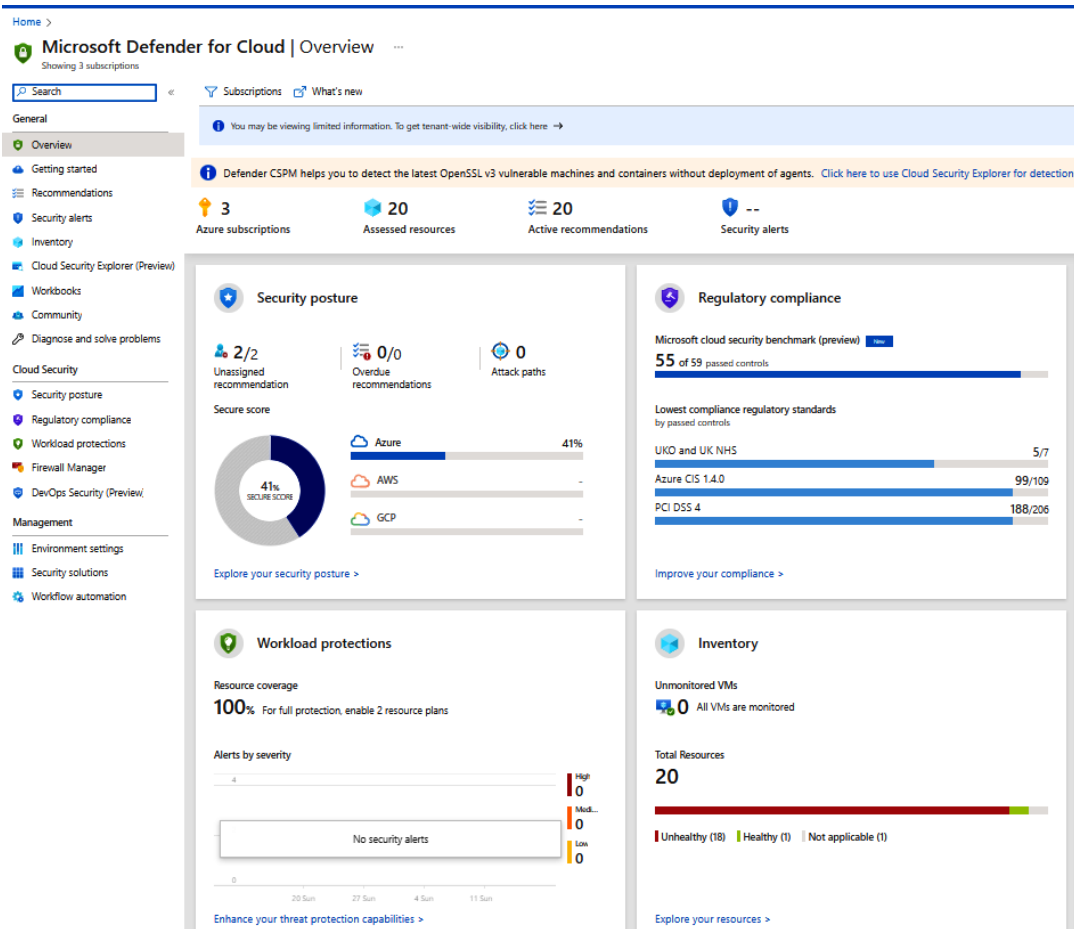 Home >
Microsoft Defender for Cloud | Overview ...
Showing 3 subscriptions
Search «
Subscriptions What's new
General
Overview
Getting started
Recommendations
Security alerts
Inventory
Cloud Security Explorer (Preview)
Workbooks
Community
Diagnose and solve problems
Cloud Security
Security posture
Regulatory compliance
Workload protections
Firewall Manager
DevOps Security (Preview)
Management
Environment settings
Security solutions
Workflow automation
You may be viewing limited information. To get tenant-wide visibility, click here →
Defender CSPM helps you to detect the latest OpenSSL v3 vulnerable machines and containers without deployment of agents. Click here to use Cloud Security Explorer for detection
3
Azure subscriptions
20
Assessed resources
20
Active recommendations
--
Security alerts
Security posture
2/2
Unassigned
recommendation
0/0
Overdue
recommendations
0
Attack paths
Secure score
41%
SECURE SCORE
Azure 41%
AWS -
GCP -
Explore your security posture >
Regulatory compliance
Microsoft cloud security benchmark (preview) New
55 of 59 passed controls
Lowest compliance regulatory standards
by passed controls
UKO and UK NHS 5/7
Azure CIS 1.4.0 99/109
PCI DSS 4 188/206
Improve your compliance >
Workload protections
Resource coverage
100% For full protection, enable 2 resource plans
Alerts by severity
4
No security alerts
0
20 Sun 27 Sun 4 Sun 11 Sun
High
0
Medi...
0
Low
0
Enhance your threat protection capabilities >
Inventory
Unmonitored VMs
0 All VMs are monitored
Total Resources
20
Unhealthy (18) Healthy (1) Not applicable (1)
Explore your resources >